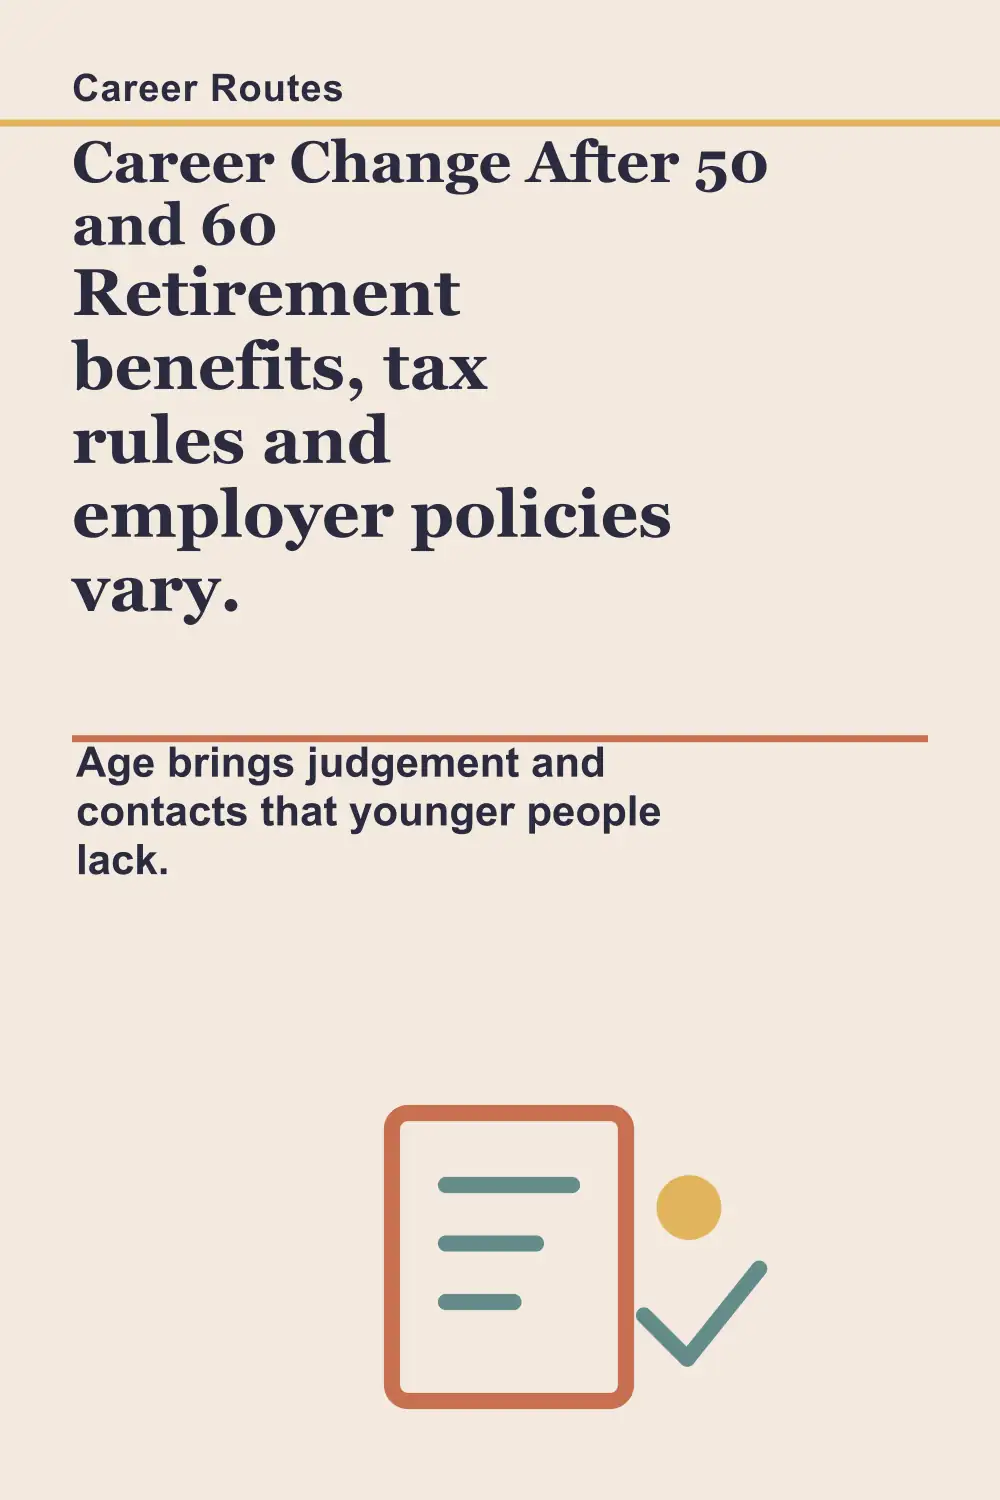 Career Routes
Career Change After 50
and 60
Retirement
benefits, tax
rules and
employer policies
vary.
Age brings judgement and
contacts that younger people
lack.